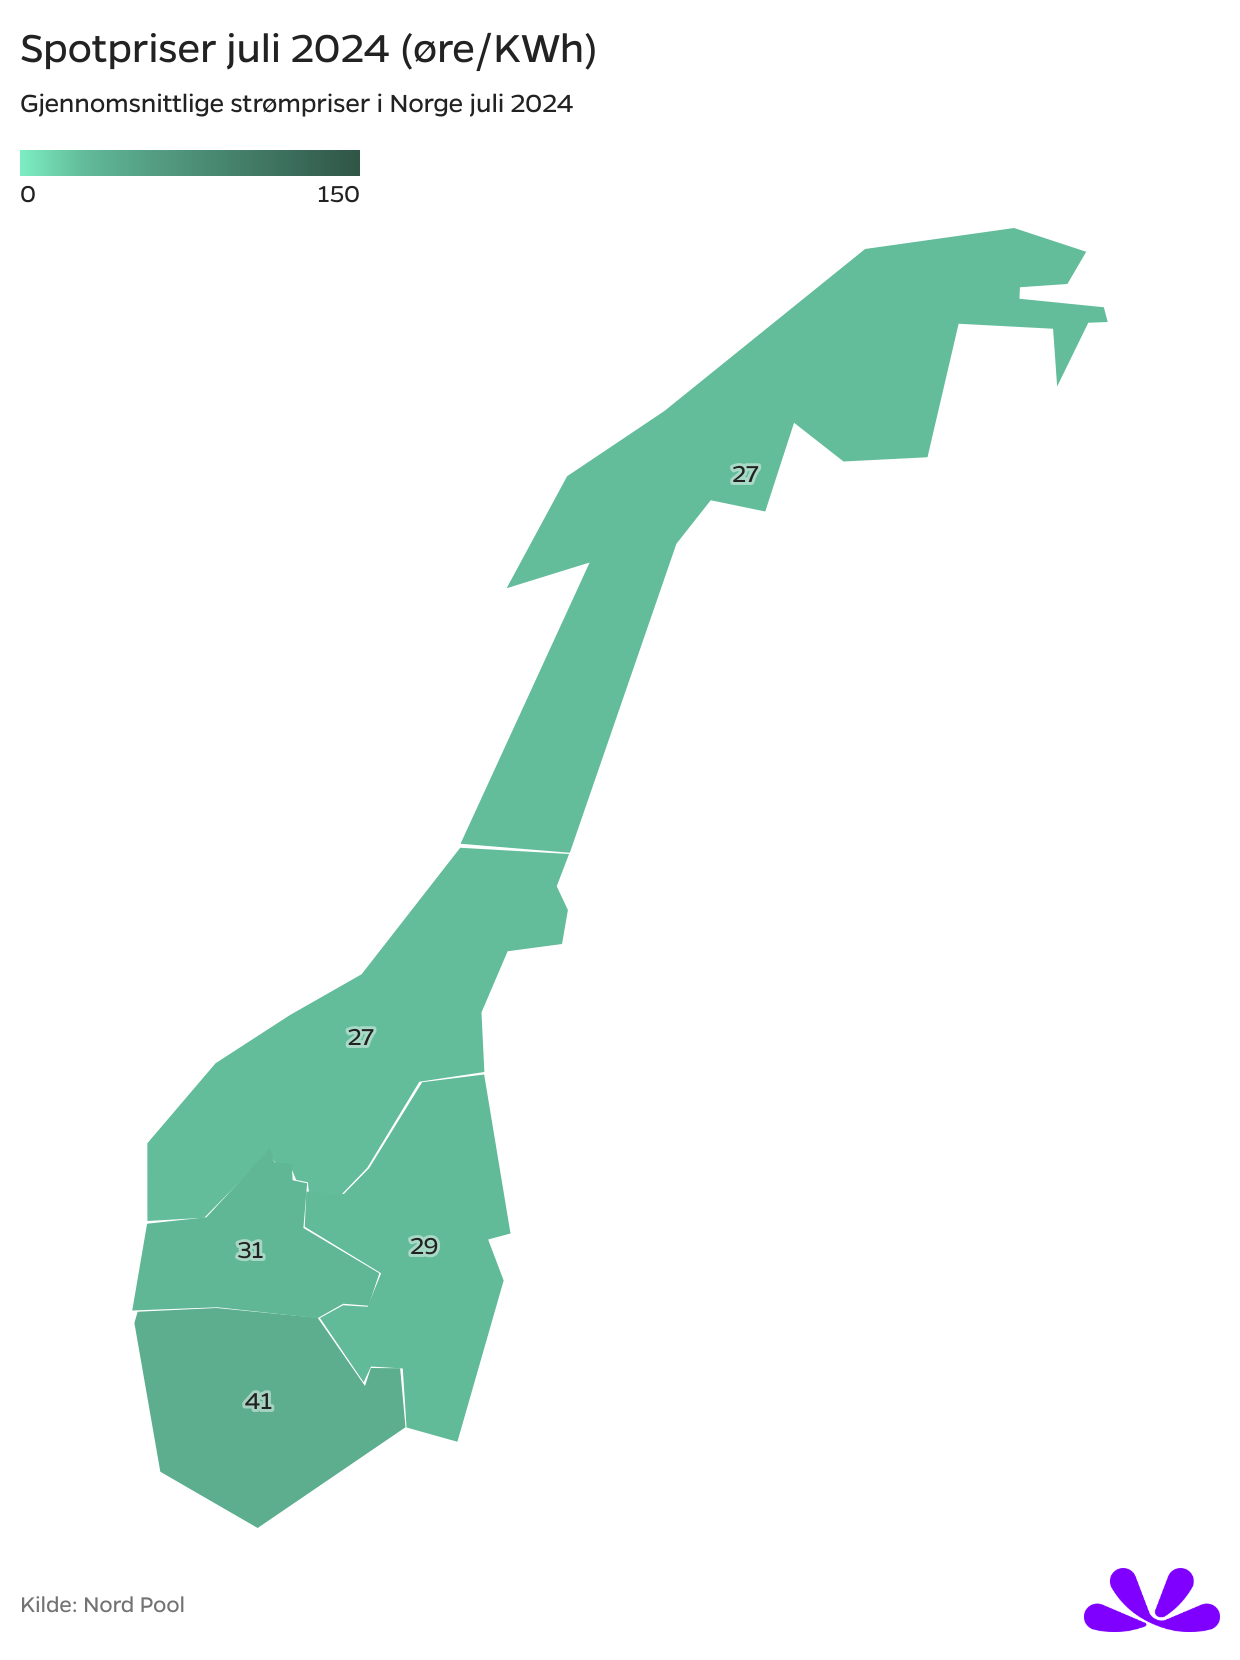 Spotpriser juli 2024 (øre/KWh)
Gjennomsnittlige strømpriser i Norge juli 2024
0 150
27
27
31
29
41
Kilde: Nord Pool